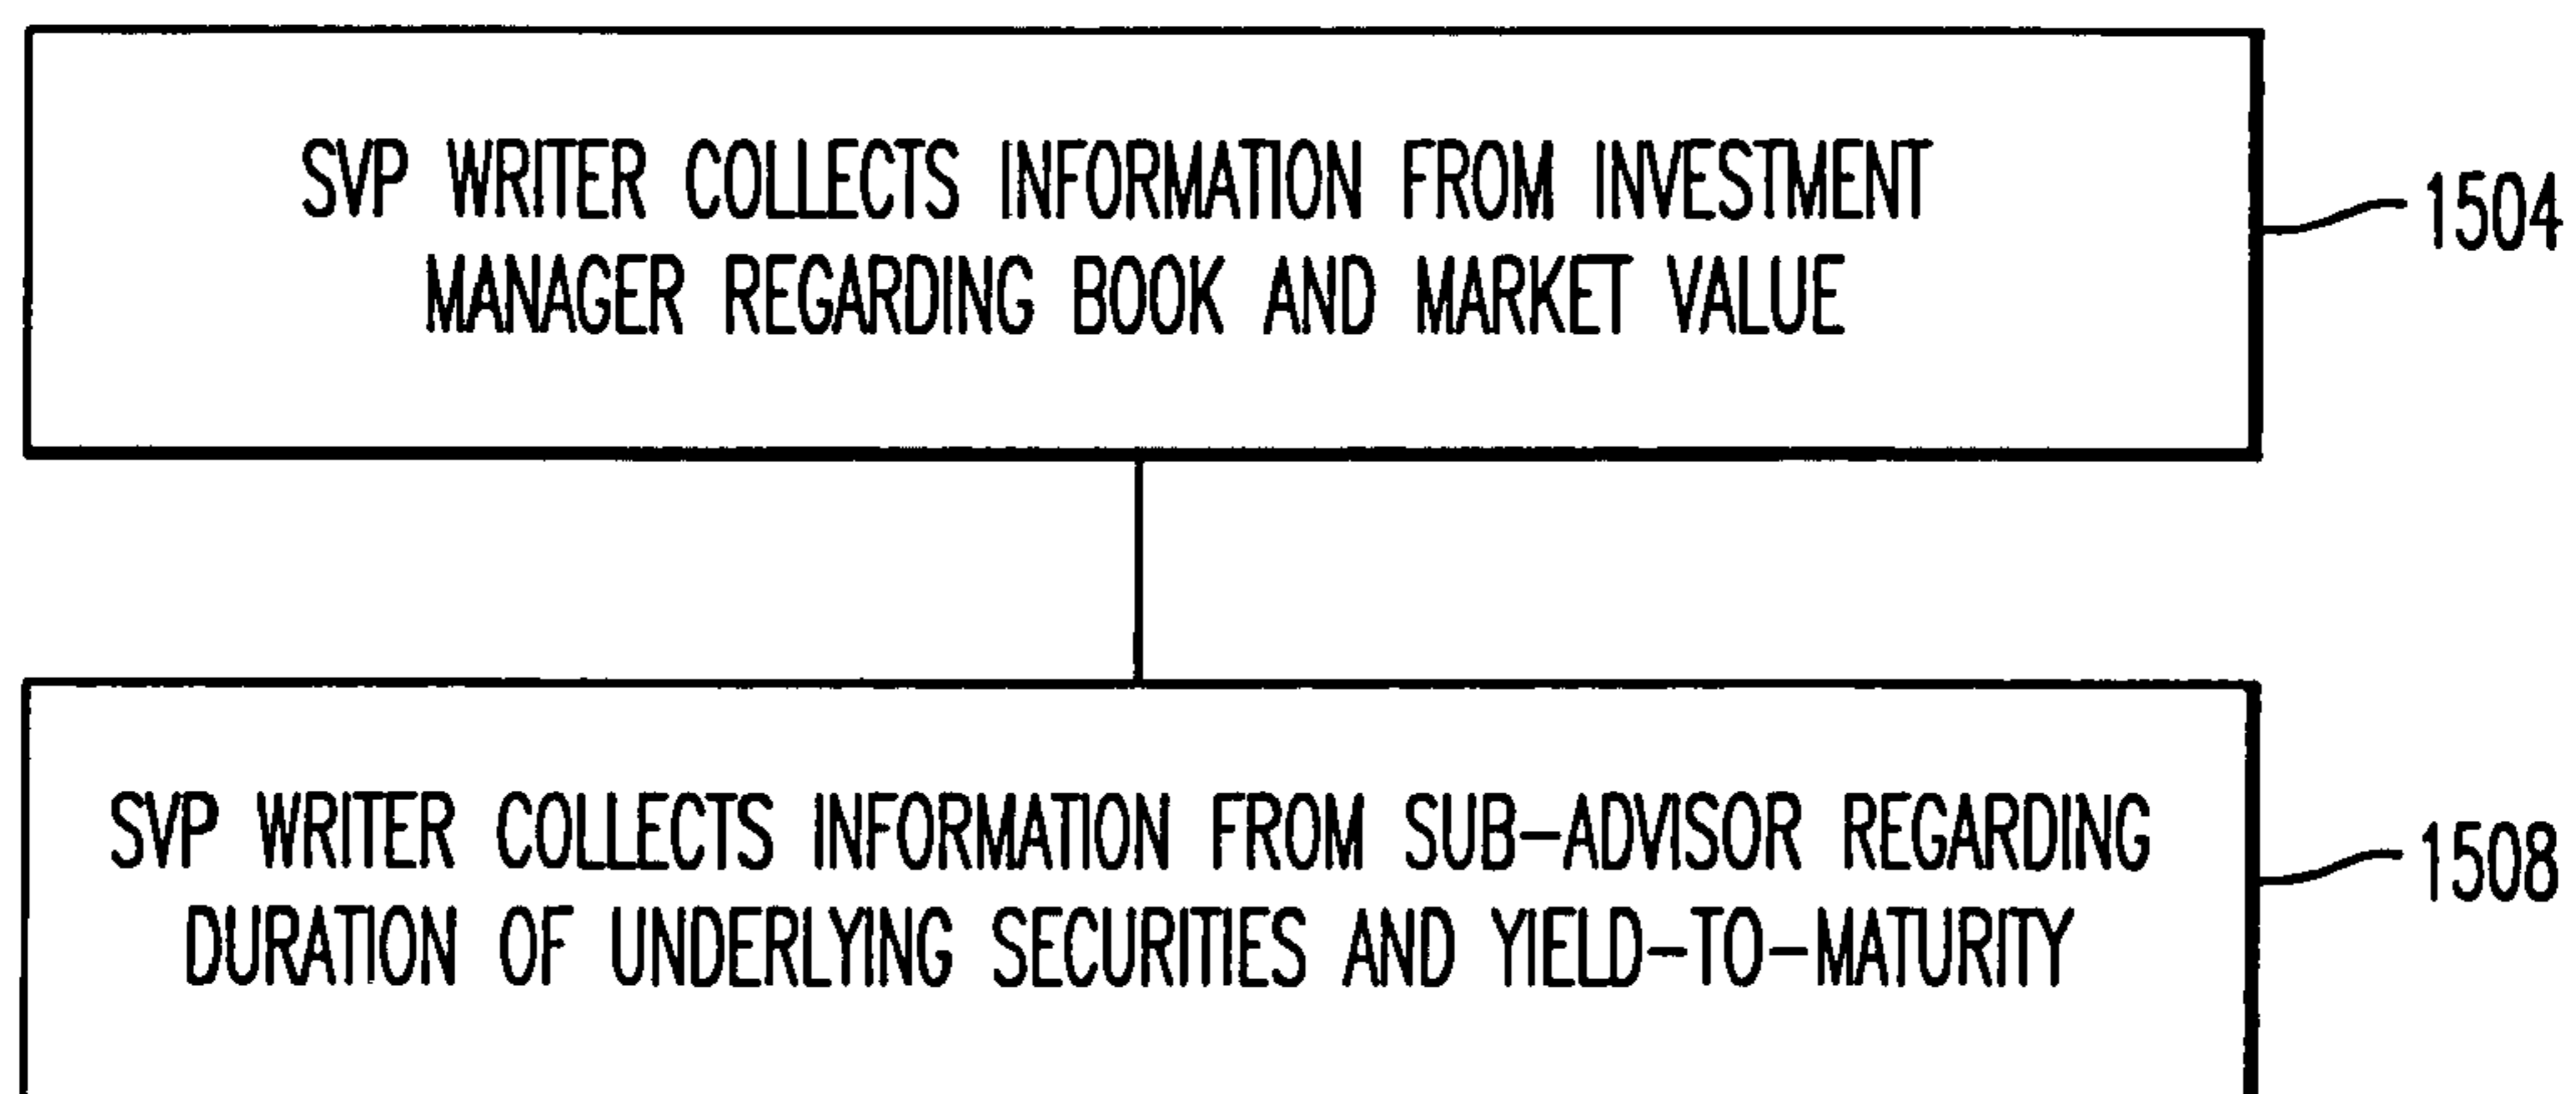 SVP WRITER COLLECTS INFORMATION FROM INVESTMENT
MANAGER REGARDING BOOK AND MARKET VALUE
1504
SVP WRITER COLLECTS INFORMATION FROM SUB-ADVISOR REGARDING
DURATION OF UNDERLYING SECURITIES AND YIELD-TO-MATURITY
1508